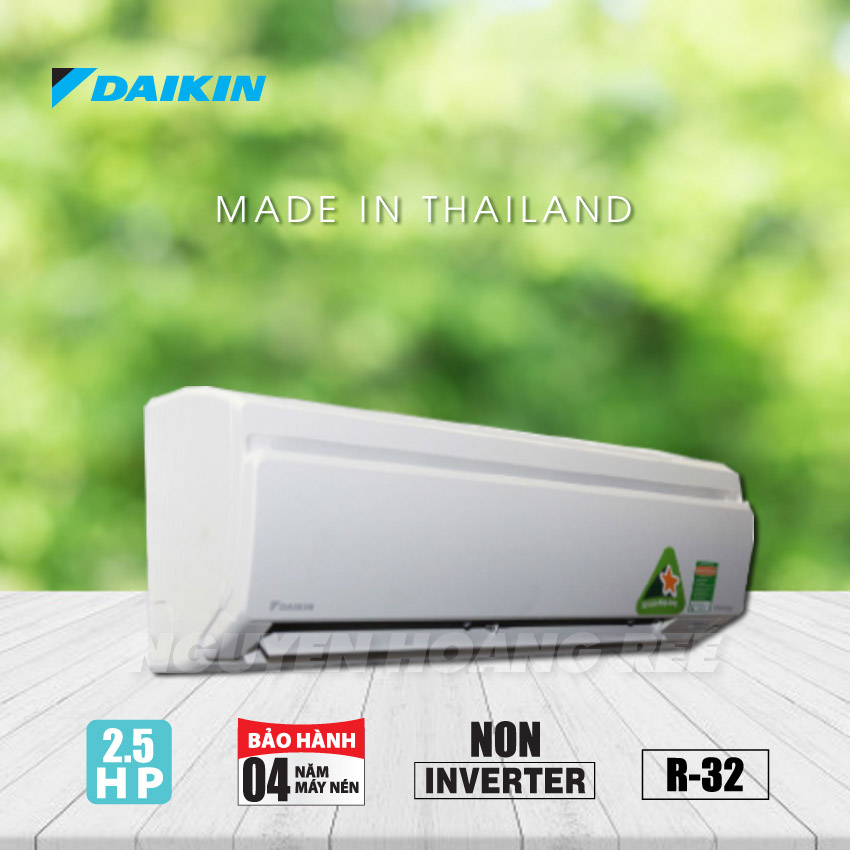 DAIKIN
MADE IN THAILAND
DAIKIN
NGUYEN HOANG REE
2.5
HP
BẢO HÀNH
04 NĂM
MÁY NÉN
NON
INVERTER
R-32